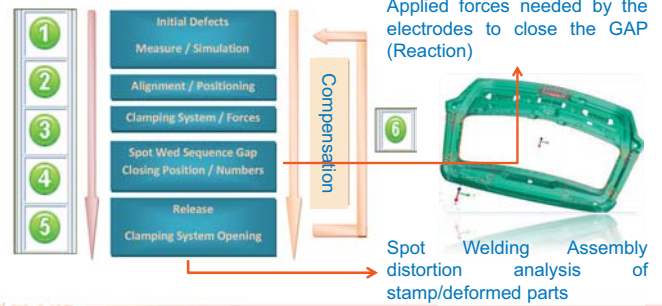 1
Initial Defects
Measure / Simulation
2
Alignment / Positioning
3
Clamping System / Forces
4
Spot Wed Sequence Gap
Closing Position / Numbers
5
Release
Clamping System Opening
Compensation
6
Applied forces needed by the
electrodes to close the GAP
(Reaction)
Spot Welding Assembly
distortion analysis of
stamp/deformed parts